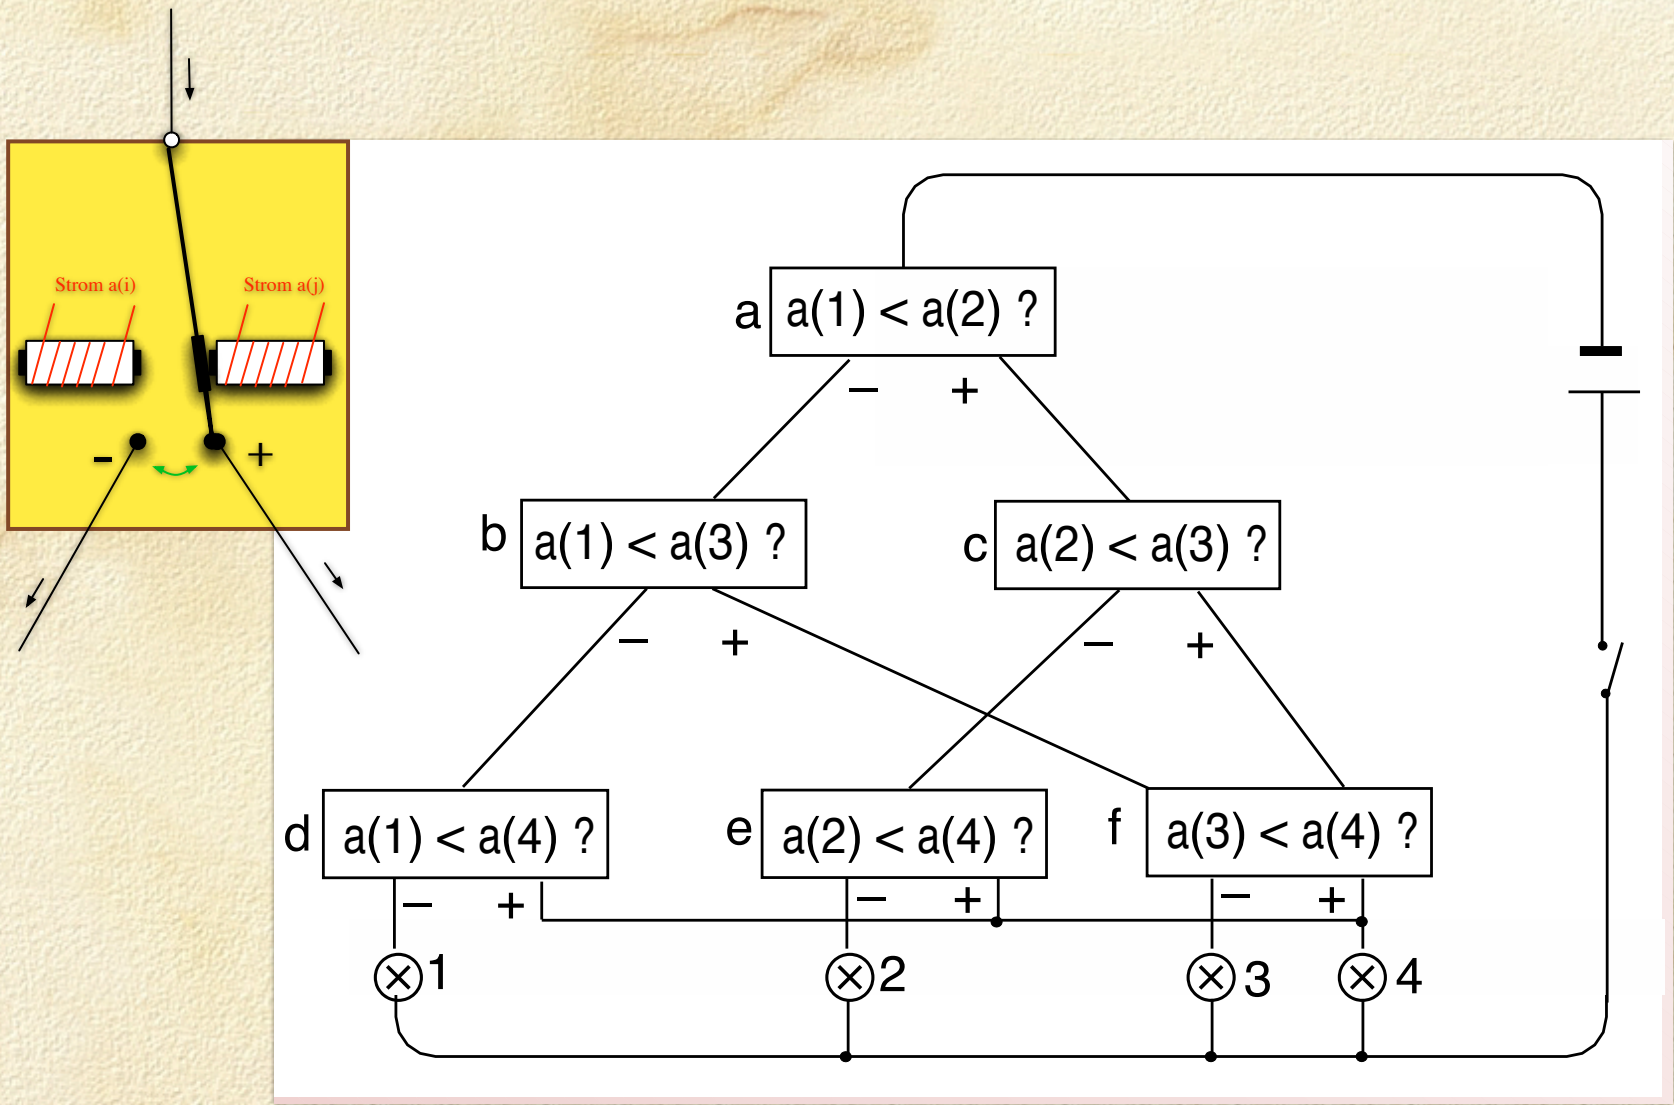 Strom a(i)
Strom a(j)
-
+
a
a(1) < a(2) ?
− +
b
a(1) < a(3) ?
− +
c
a(2) < a(3) ?
− +
d
a(1) < a(4) ?
− +
e
a(2) < a(4) ?
− +
f
a(3) < a(4) ?
− +
1
2
3
4